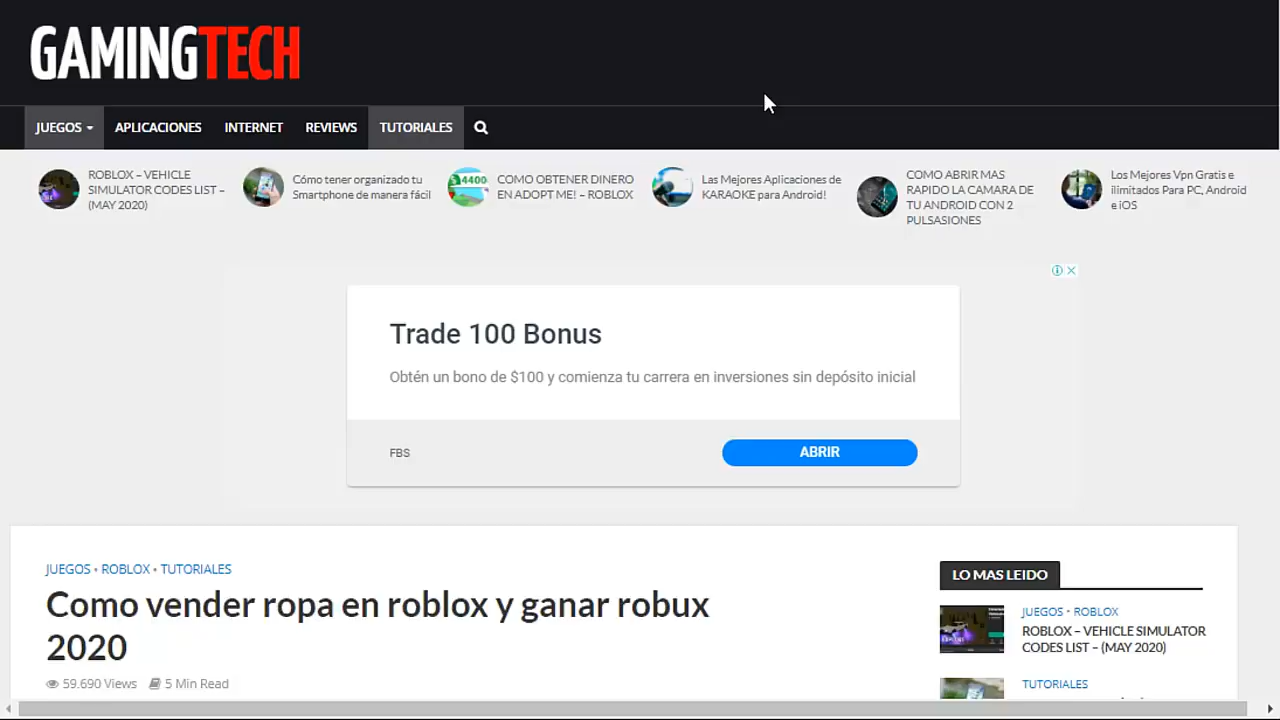 GAMINGTECH
JUEGOS
APLICACIONES
INTERNET
REVIEWS
TUTORIALES
ROBLOX – VEHICLE
SIMULATOR CODES LIST –
(MAY 2020)
Cómo tener organizado tu
Smartphone de manera fácil
4400
COMO OBTENER DINERO
EN ADOPT ME! – ROBLOX
Las Mejores Aplicaciones de
KARAOKE para Android!
COMO ABRIR MAS
RAPIDO LA CAMARA DE
TU ANDROID CON 2
PULSASIONES
Los Mejores Vpn Gratis e
ilimitados Para PC, Android
e iOS
Trade 100 Bonus
Obtén un bono de $100 y comienza tu carrera en inversiones sin depósito inicial
FBS
ABRIR
JUEGOS • ROBLOX • TUTORIALES
Como vender ropa en roblox y ganar robux
2020
59.690 Views
5 Min Read
LO MAS LEIDO
JUEGOS • ROBLOX
ROBLOX – VEHICLE SIMULATOR
CODES LIST – (MAY 2020)
TUTORIALES